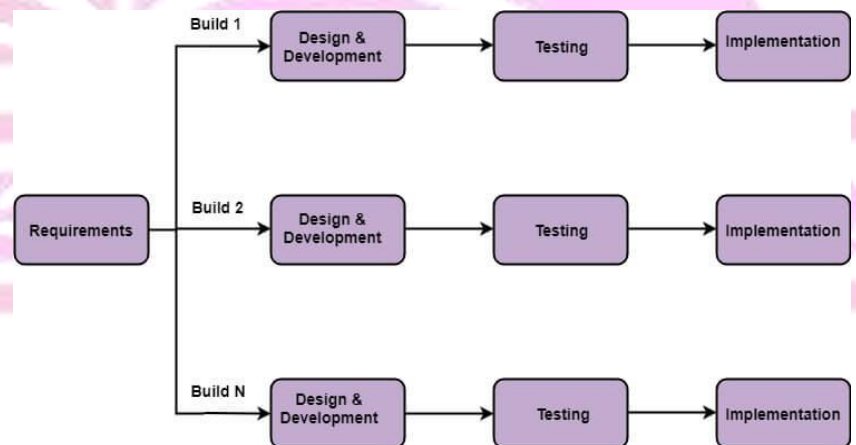 Build 1
Design &
Development
Testing
Implementation
Requirements
Build 2
Design &
Development
Testing
Implementation
Build N
Design &
Development
Testing
Implementation